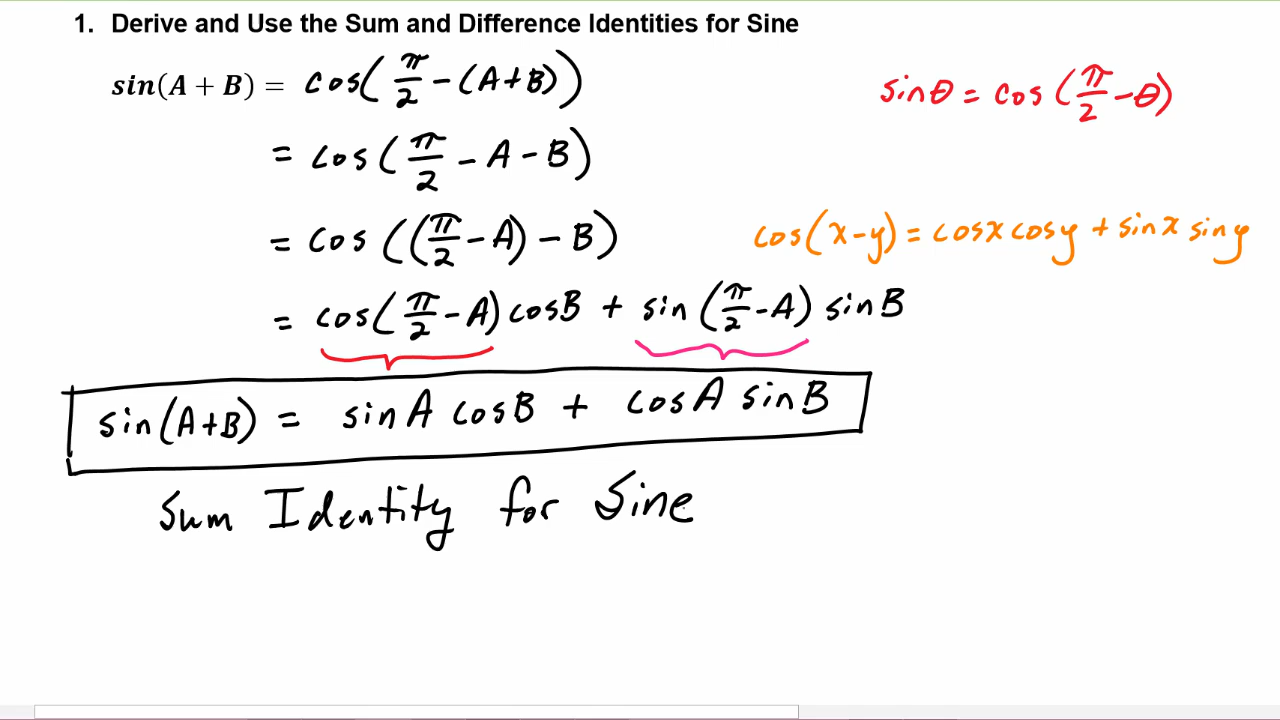 1. Derive and Use the Sum and Difference Identities for Sine
sin(A + B) = cos(π/2 - (A+B))
sinθ = cos(π/2 - θ)
= cos(π/2 - A - B)
= cos((π/2 - A) - B)
cos(x-y) = cosx cosy + sinx siny
= cos(π/2 - A) cosB + sin(π/2 - A) sinB
sin(A+B) = sinA cosB + cosA sinB
Sum Identity for Sine